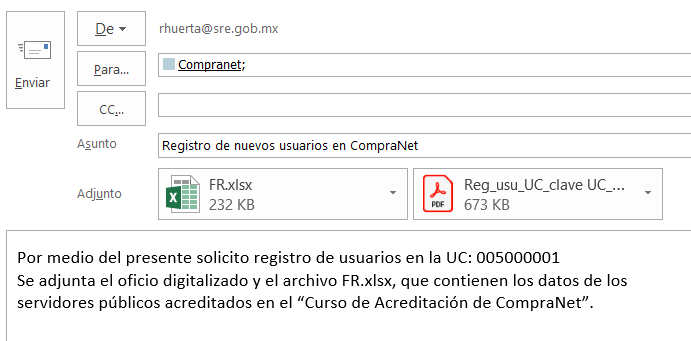 De
rhuerta@sre.gob.mx
Enviar
Para...
Compranet;
CC...
Asunto
Registro de nuevos usuarios en CompraNet
Adjunto
FR.xlsx
232 KB
PDF
Reg_usu_UC_clave UC_...
673 KB
Por medio del presente solicito registro de usuarios en la UC: 005000001
Se adjunta el oficio digitalizado y el archivo FR.xlsx, que contienen los datos de los
servidores públicos acreditados en el “Curso de Acreditación de CompraNet”.